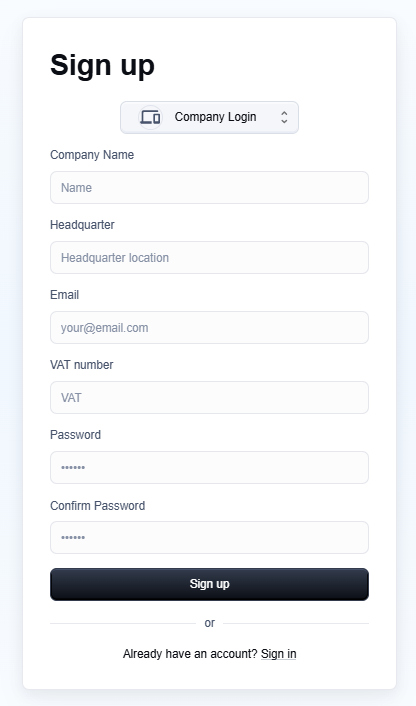 Sign up
Company Login
Company Name
Name
Headquarter
Headquarter location
Email
your@email.com
VAT number
VAT
Password
••••••
Confirm Password
••••••
Sign up
or
Already have an account? Sign in